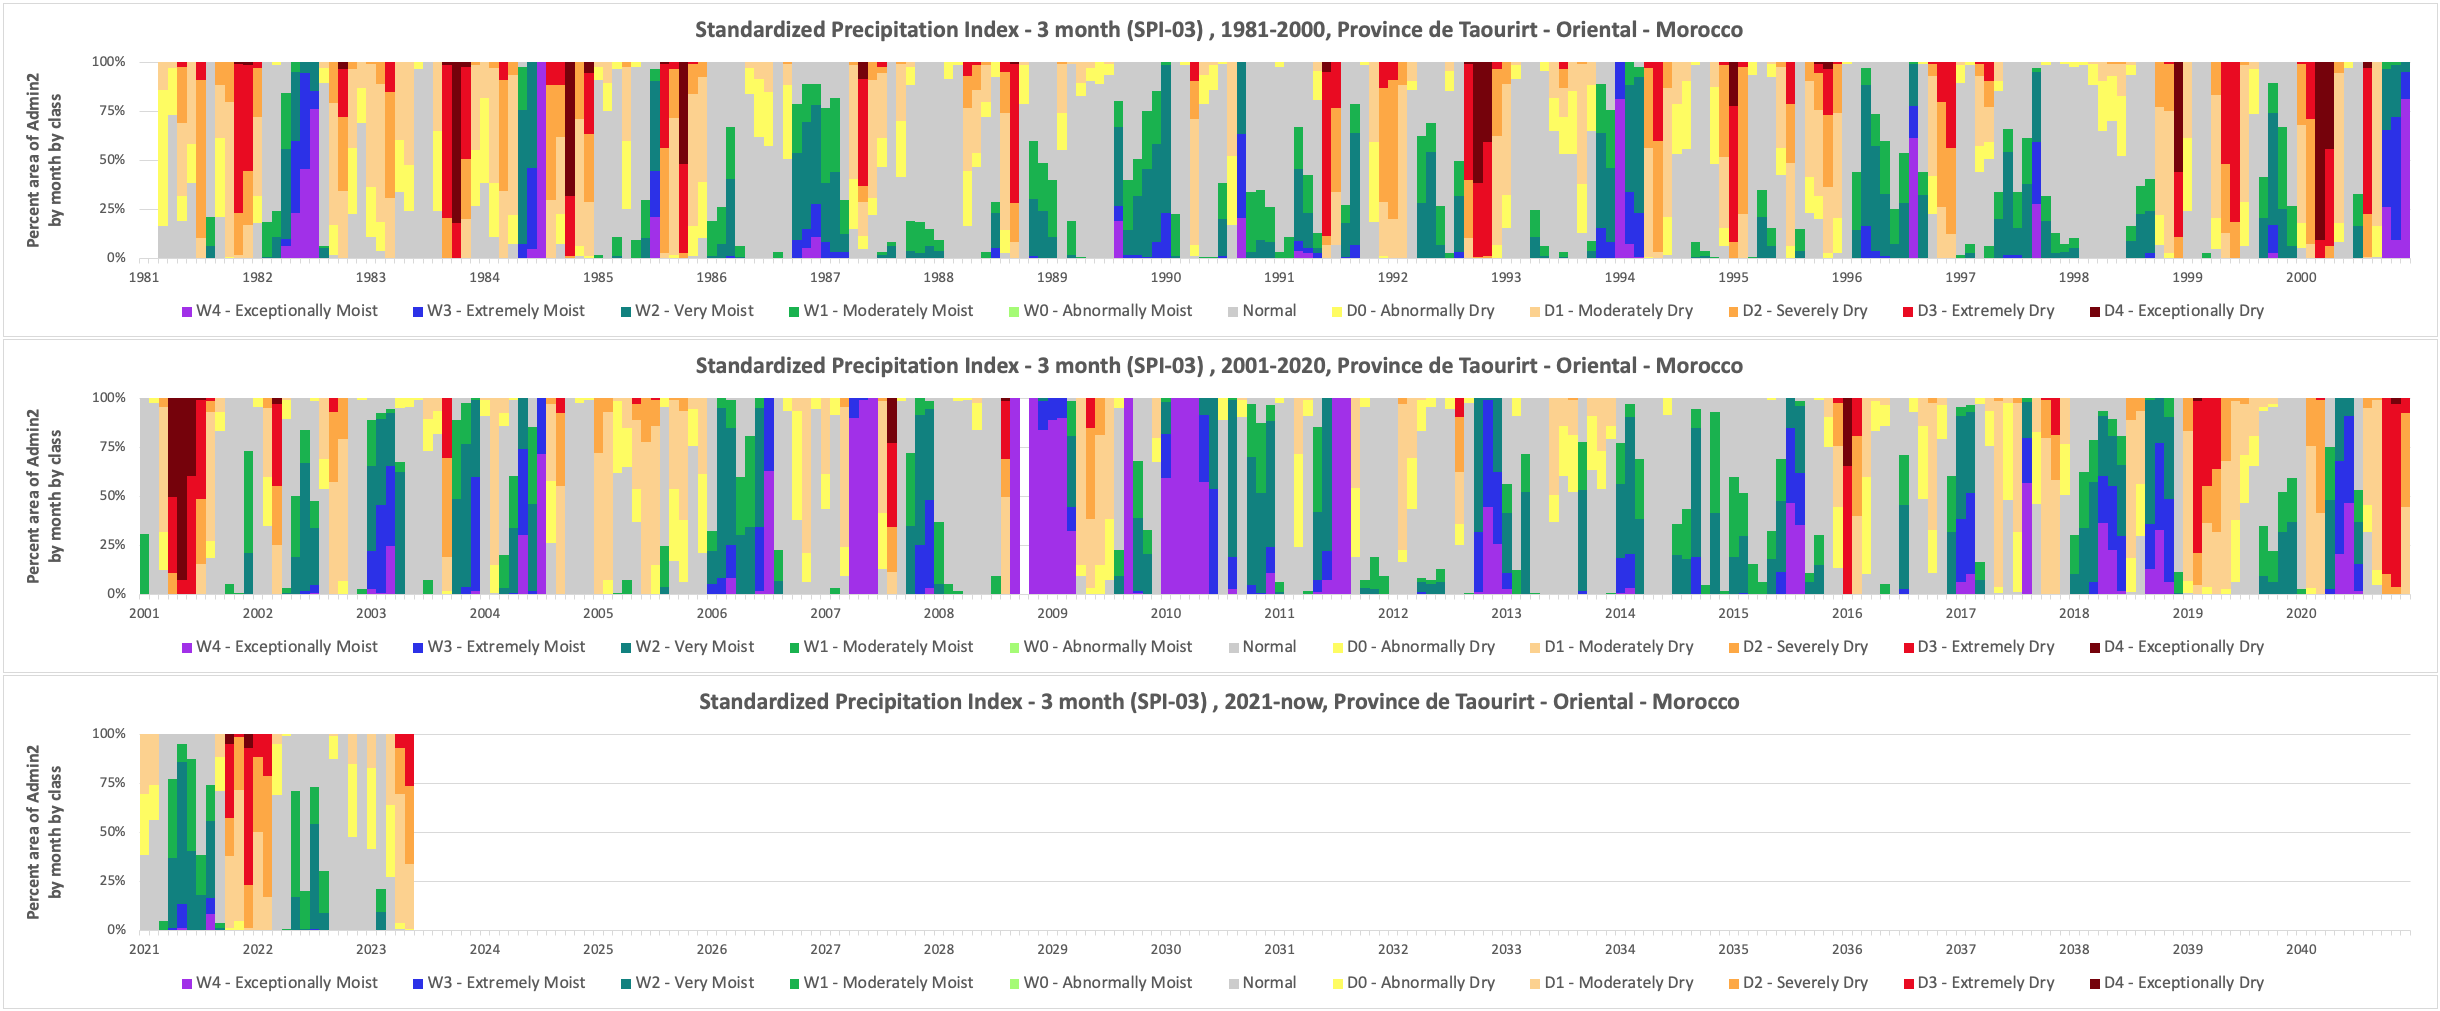 Standardized Precipitation Index - 3 month (SPI-03) , 1981-2000, Province de Taourirt - Oriental - Morocco
Percent area of Admin2
by month by class
100%
75%
50%
25%
0%
1981 1982 1983 1984 1985 1986 1987 1988 1989 1990 1991 1992 1993 1994 1995 1996 1997 1998 1999 2000
W4 - Exceptionally Moist W3 - Extremely Moist W2 - Very Moist W1 - Moderately Moist W0 - Abnormally Moist Normal D0 - Abnormally Dry D1 - Moderately Dry D2 - Severely Dry D3 - Extremely Dry D4 - Exceptionally Dry
Standardized Precipitation Index - 3 month (SPI-03) , 2001-2020, Province de Taourirt - Oriental - Morocco
Percent area of Admin2
by month by class
100%
75%
50%
25%
0%
2001 2002 2003 2004 2005 2006 2007 2008 2009 2010 2011 2012 2013 2014 2015 2016 2017 2018 2019 2020
W4 - Exceptionally Moist W3 - Extremely Moist W2 - Very Moist W1 - Moderately Moist W0 - Abnormally Moist Normal D0 - Abnormally Dry D1 - Moderately Dry D2 - Severely Dry D3 - Extremely Dry D4 - Exceptionally Dry
Standardized Precipitation Index - 3 month (SPI-03) , 2021-now, Province de Taourirt - Oriental - Morocco
Percent area of Admin2
by month by class
100%
75%
50%
25%
0%
2021 2022 2023 2024 2025 2026 2027 2028 2029 2030 2031 2032 2033 2034 2035 2036 2037 2038 2039 2040
W4 - Exceptionally Moist W3 - Extremely Moist W2 - Very Moist W1 - Moderately Moist W0 - Abnormally Moist Normal D0 - Abnormally Dry D1 - Moderately Dry D2 - Severely Dry D3 - Extremely Dry D4 - Exceptionally Dry